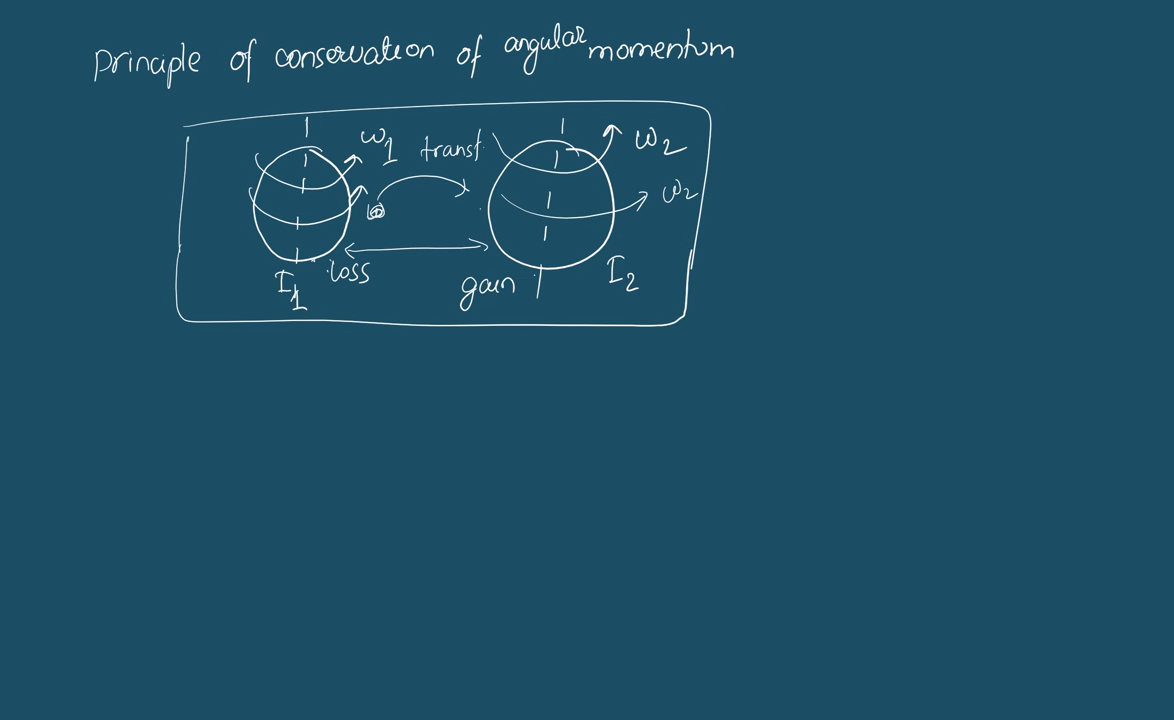 principle of conservation of angular momentum
ω1 transf ω2
ω2
I1 loss gain I2